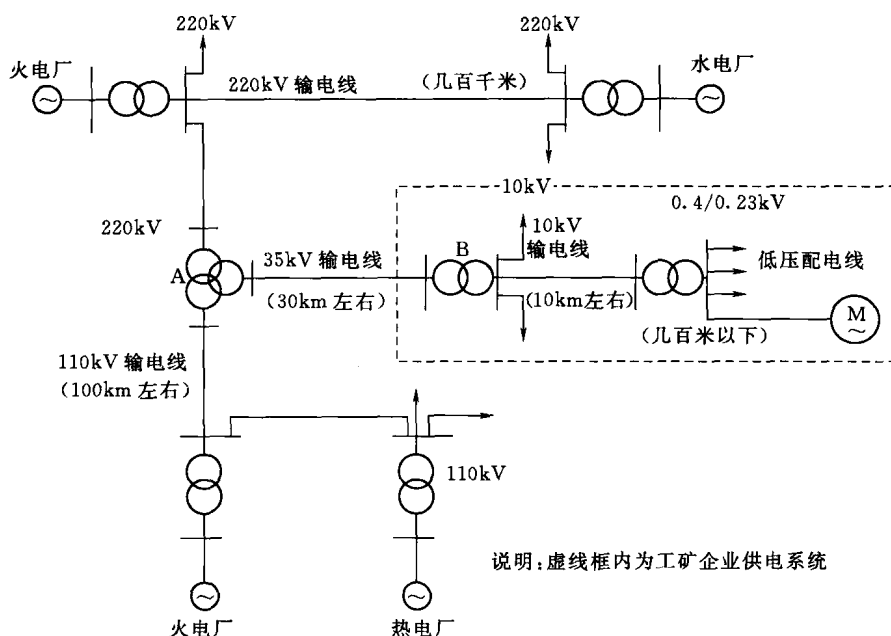 220kV
220kV
火电厂
水电厂
220kV 输电线
(几百千米)
10kV
0.4/0.23kV
220kV
A
35kV 输电线
(30km 左右)
B
10kV
输电线
(10km左右)
低压配电线
M
(几百米以下)
110kV 输电线
(100km 左右)
110kV
说明:虚线框内为工矿企业供电系统
火电厂
热电厂